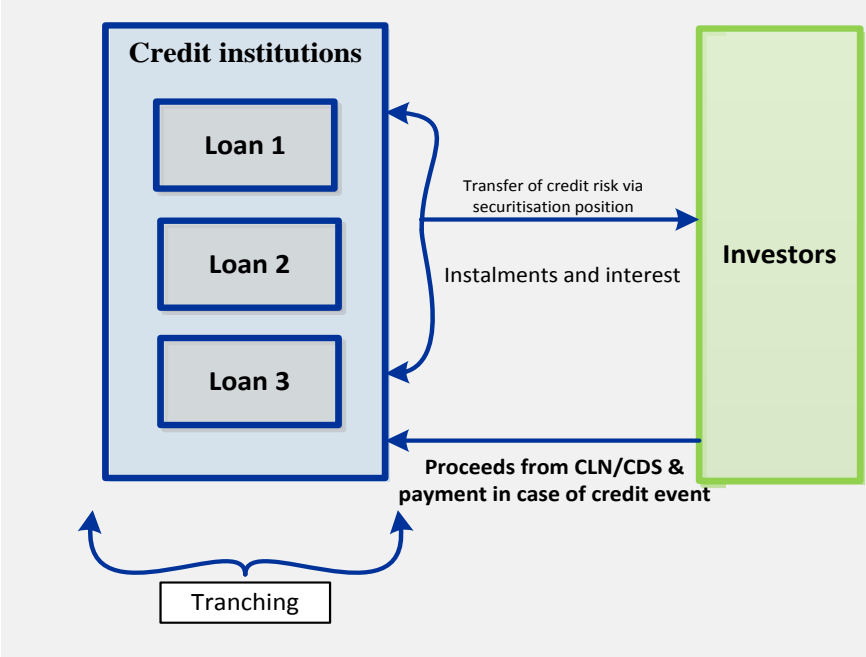 Credit institutions
Loan 1
Loan 2
Loan 3
Transfer of credit risk via
securitisation position
Instalments and interest
Investors
Proceeds from CLN/CDS &
payment in case of credit event
Tranching